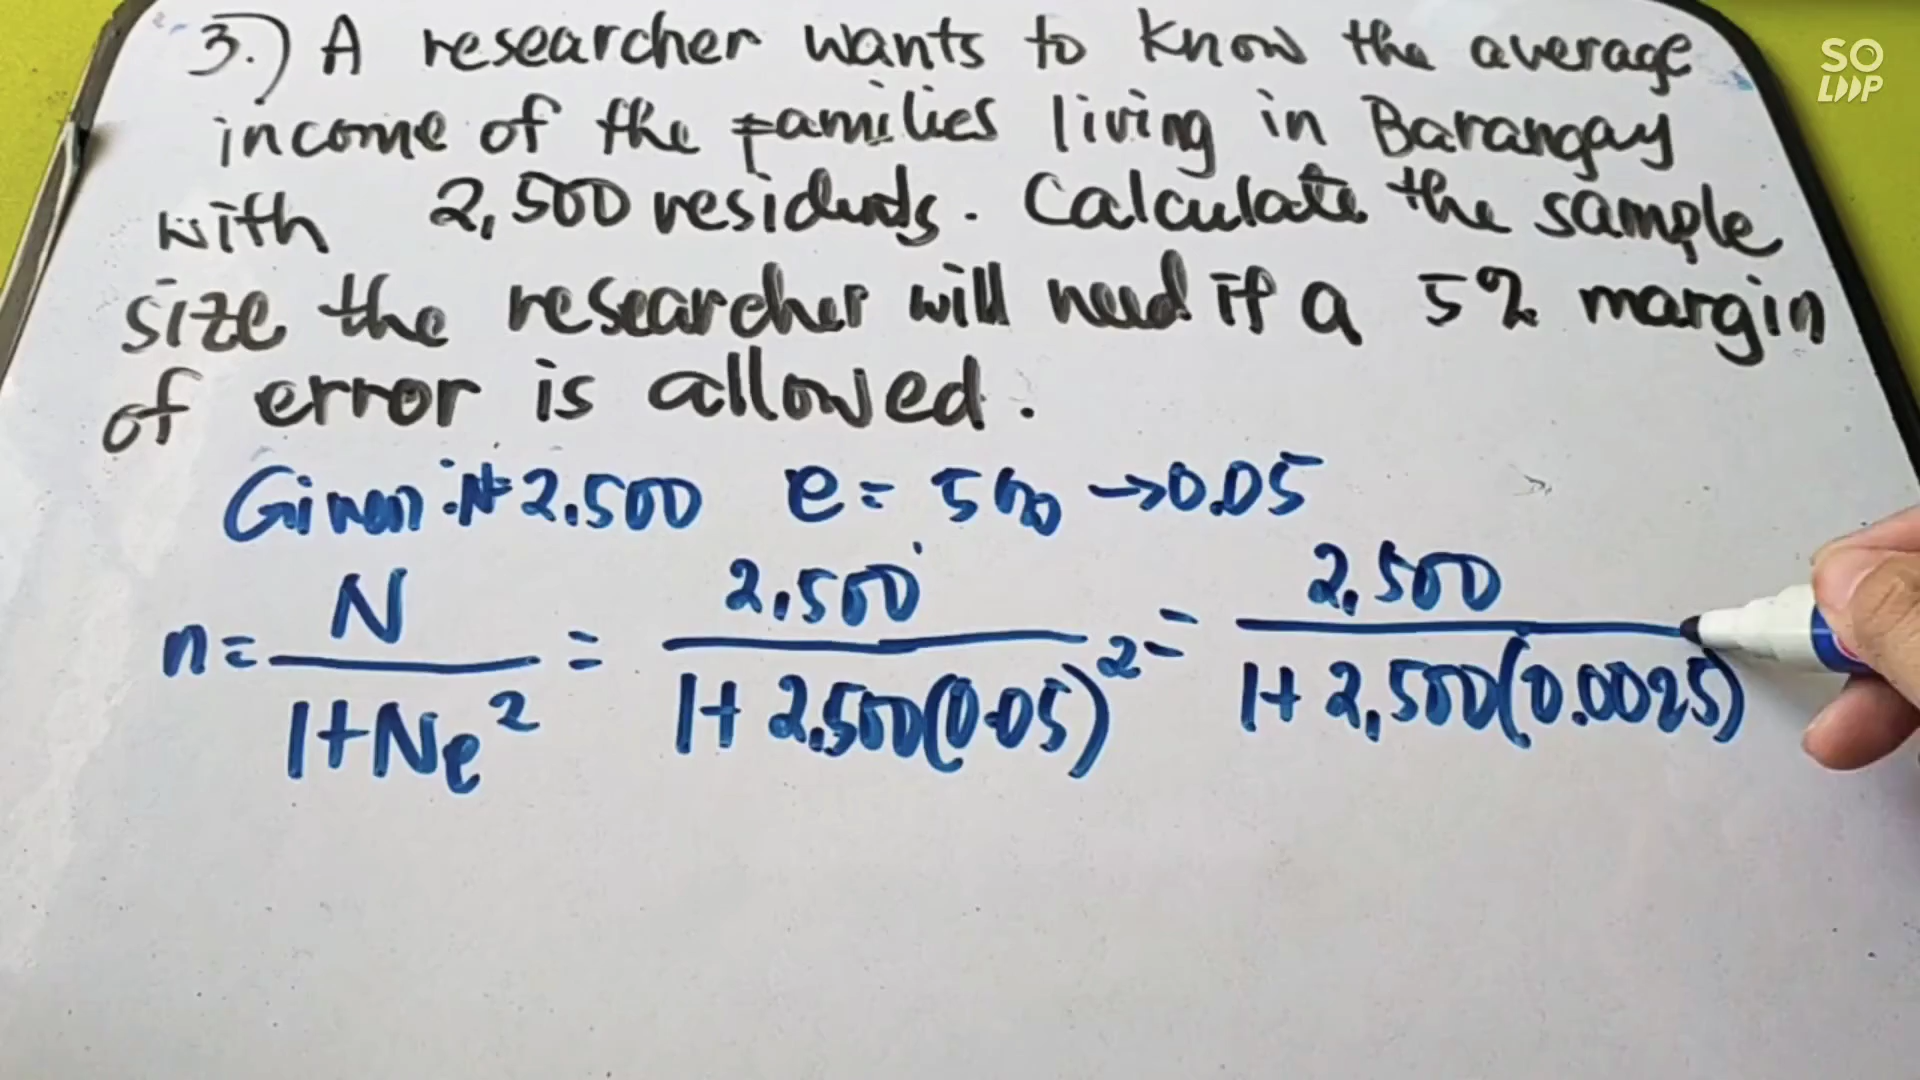 3.) A researcher wants to know the average
income of the families living in Barangay
with 2,500 residents. Calculate the sample
size the researcher will need if a 5% margin
of error is allowed.
Given: N=2,500 e = 5% →0.05
n = N / 1+Ne² = 2,500 / 1+2,500(0.05)² = 2,500 / 1+2,500(0.0025)
SOLOOP